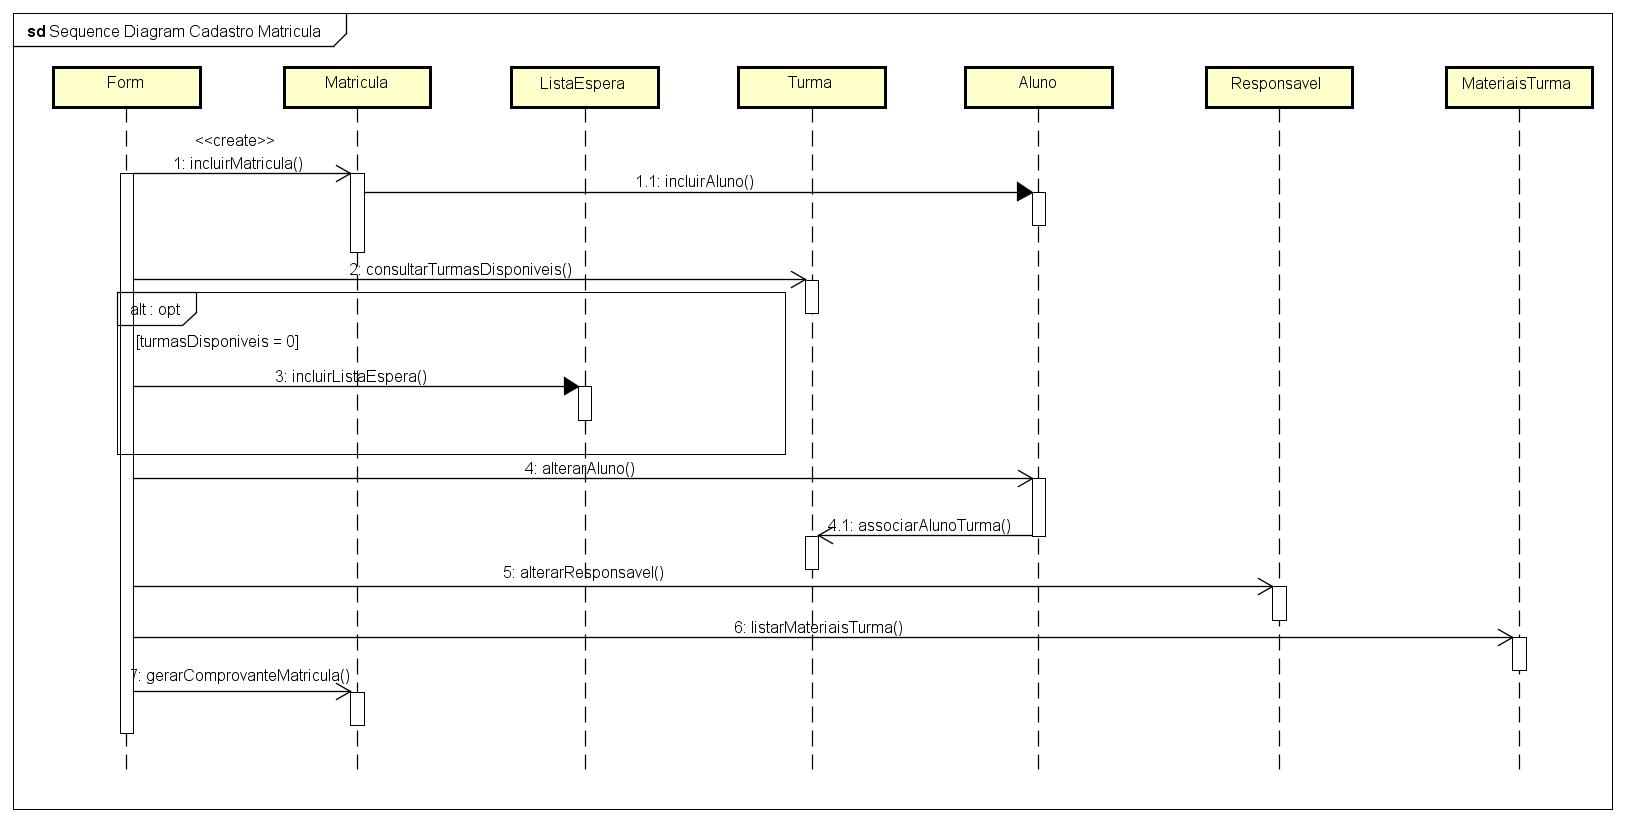 sd Sequence Diagram Cadastro Matricula
Form
Matricula
ListaEspera
Turma
Aluno
Responsavel
MateriaisTurma
<<create>>
1: incluirMatricula()
1.1: incluirAluno()
2: consultarTurmasDisponiveis()
alt : opt
[turmasDisponiveis = 0]
3: incluirListaEspera()
4: alterarAluno()
4.1: associarAlunoTurma()
5: alterarResponsavel()
6: listarMateriaisTurma()
7: gerarComprovanteMatricula()